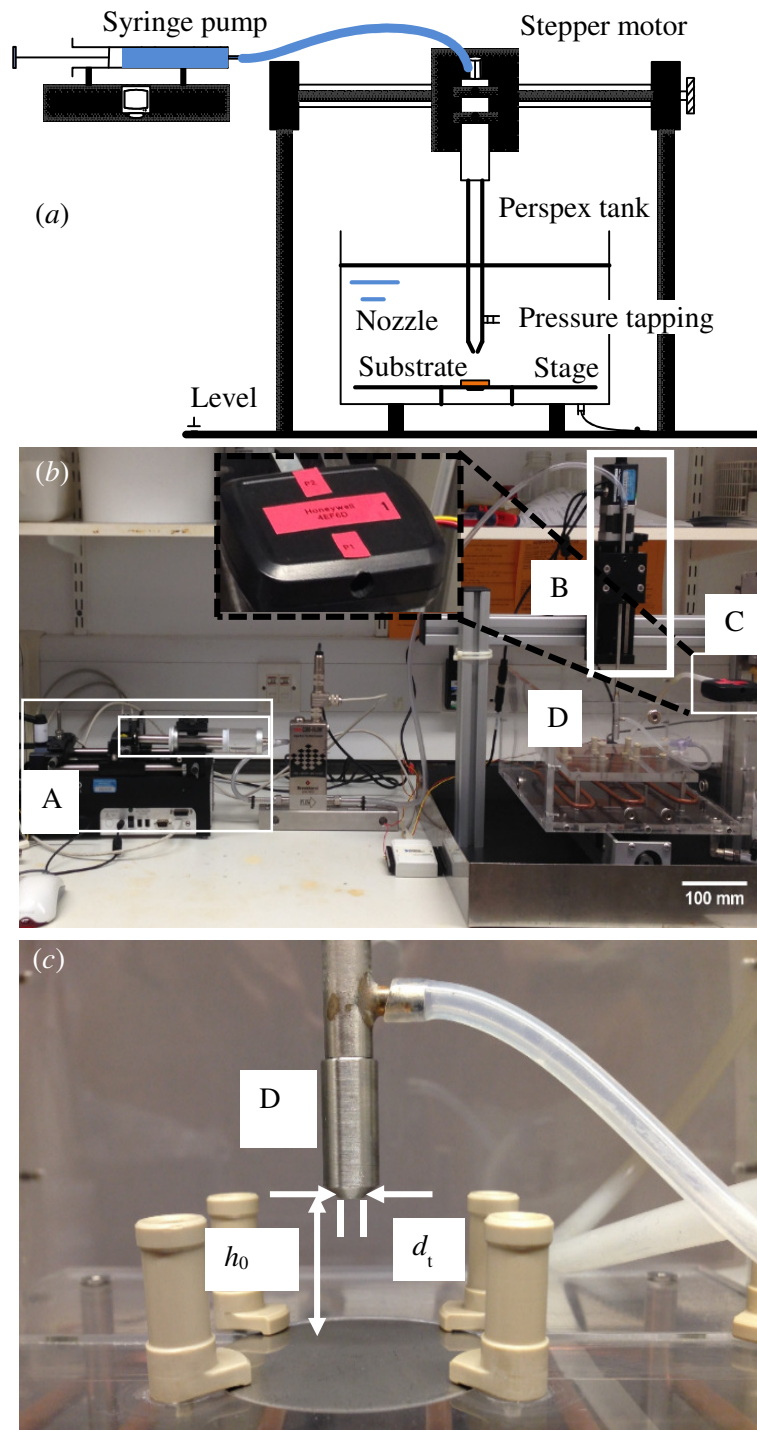 Syringe pump
Stepper motor
(a)
Perspex tank
Nozzle
Pressure tapping
Substrate
Stage
Level
(b)
P2
Honeywell
4EF6D
1
P1
B
C
D
A
100 mm
(c)
D
h0
dt